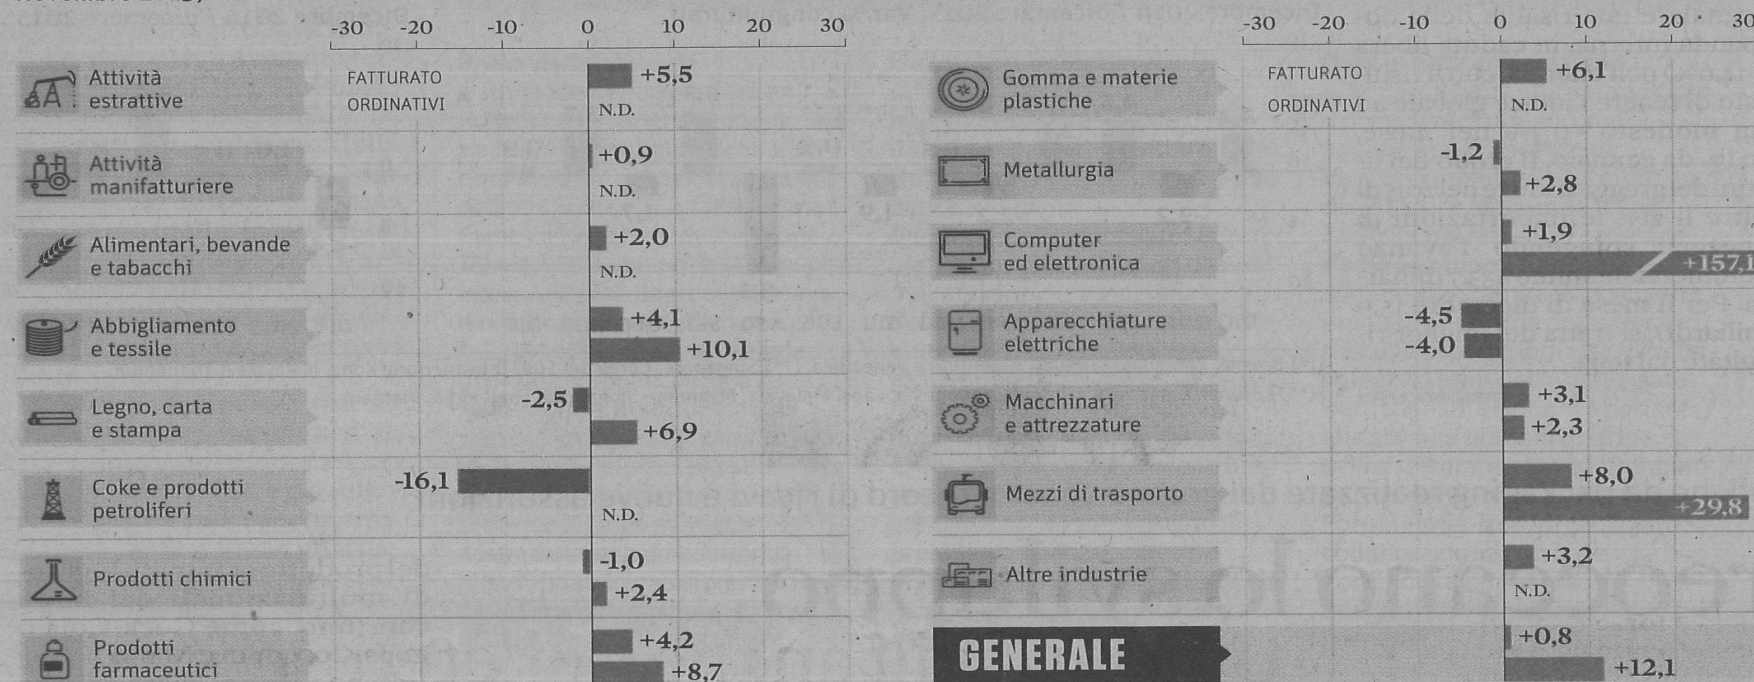 -30 -20 -10 0 10 20 30
Attività
estrattive
FATTURATO
ORDINATIVI
+5,5
N.D.
Attività
manifatturiere
+0,9
N.D.
Alimentari, bevande
e tabacchi
+2,0
N.D.
Abbigliamento
e tessile
+4,1
+10,1
Legno, carta
e stampa
-2,5
+6,9
Coke e prodotti
petroliferi
-16,1
N.D.
Prodotti chimici
-1,0
+2,4
Prodotti
farmaceutici
+4,2
+8,7
-30 -20 -10 0 10 20 30
Gomma e materie
plastiche
FATTURATO
ORDINATIVI
+6,1
N.D.
Metallurgia
-1,2
+2,8
Computer
ed elettronica
+1,9
+157,1
Apparecchiature
elettriche
-4,5
-4,0
Macchinari
e attrezzature
+3,1
+2,3
Mezzi di trasporto
+8,0
+29,8
Altre industrie
+3,2
N.D.
GENERALE
+0,8
+12,1